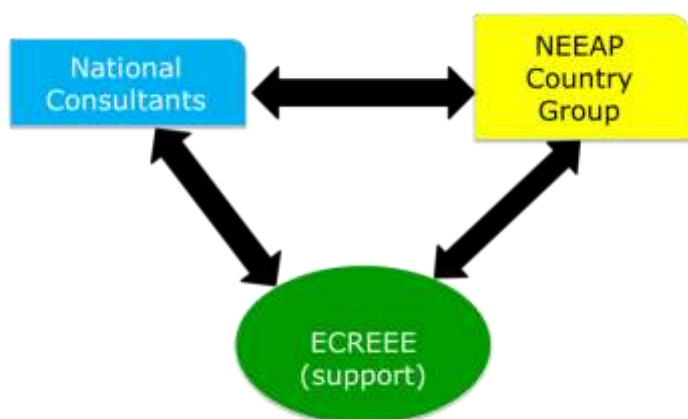 National
Consultants
NEEAP
Country
Group
ECREEE
(support)